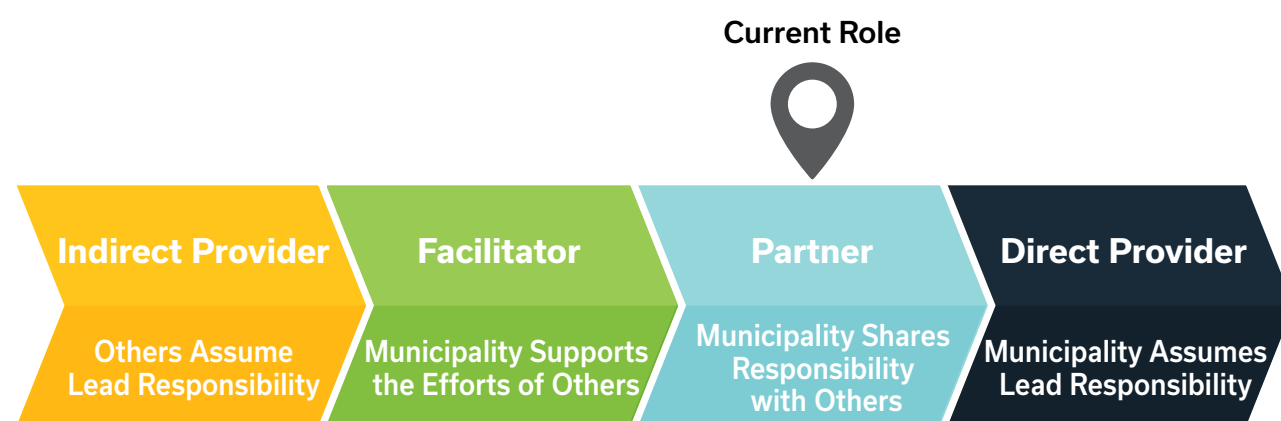 Current Role
Indirect Provider
Others Assume
Lead Responsibility
Facilitator
Municipality Supports
the Efforts of Others
Partner
Municipality Shares
Responsibility
with Others
Direct Provider
Municipality Assumes
Lead Responsibility